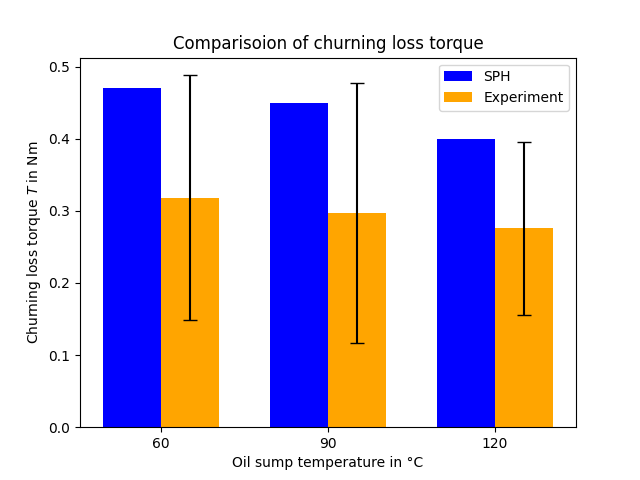 Comparisoion of churning loss torque
SPH
Experiment
Churning loss torque T in Nm
0.5
0.4
0.3
0.2
0.1
0.0
60
90
120
Oil sump temperature in °C